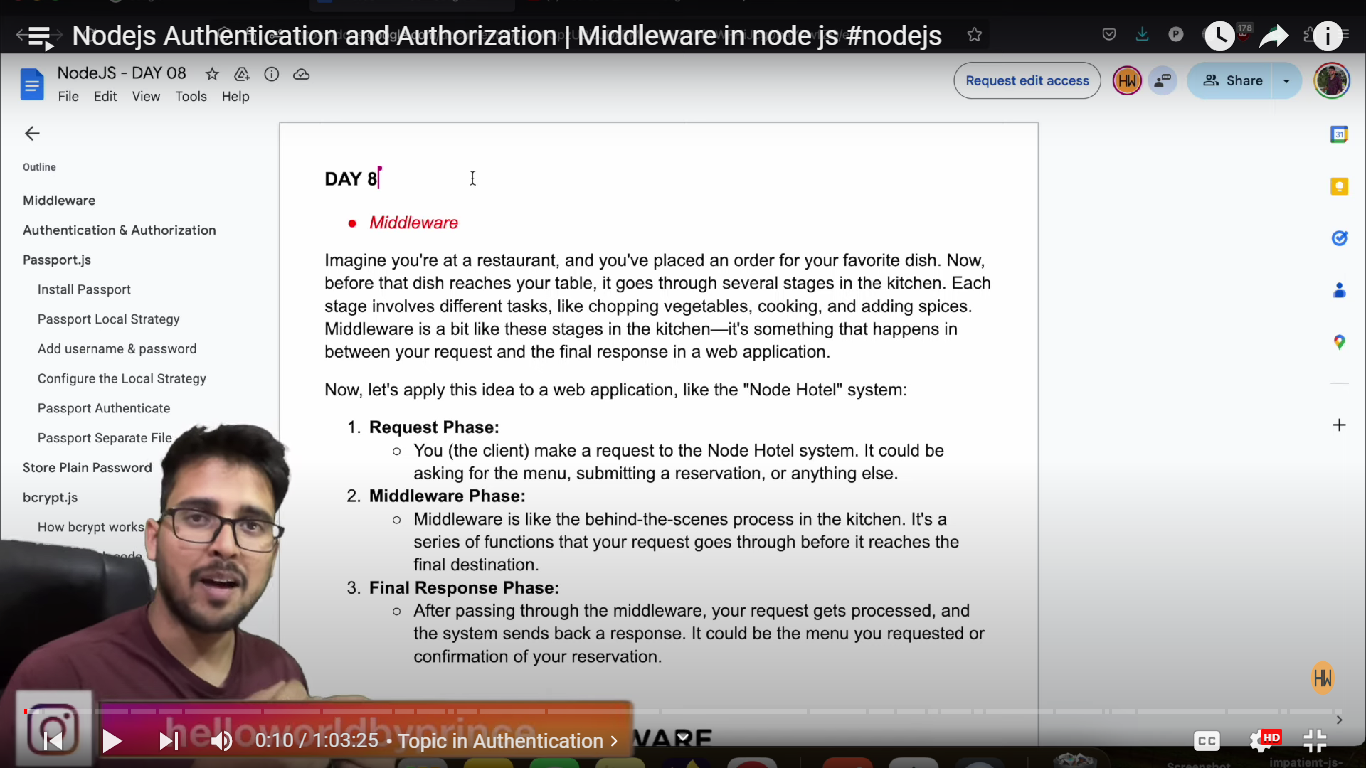 Nodejs Authentication and Authorization | Middleware in node js #nodejs
178
NodeJS - DAY 08
Request edit access
HW
Share
File Edit View Tools Help
Outline
Middleware
Authentication & Authorization
Passport.js
Install Passport
Passport Local Strategy
Add username & password
Configure the Local Strategy
Passport Authenticate
Passport Separate File
Store Plain Password
bcrypt.js
How bcrypt works
code
DAY 8
• Middleware
Imagine you're at a restaurant, and you've placed an order for your favorite dish. Now,
before that dish reaches your table, it goes through several stages in the kitchen. Each
stage involves different tasks, like chopping vegetables, cooking, and adding spices.
Middleware is a bit like these stages in the kitchen—it's something that happens in
between your request and the final response in a web application.
Now, let's apply this idea to a web application, like the "Node Hotel" system:
1. Request Phase:
○ You (the client) make a request to the Node Hotel system. It could be
asking for the menu, submitting a reservation, or anything else.
2. Middleware Phase:
○ Middleware is like the behind-the-scenes process in the kitchen. It's a
series of functions that your request goes through before it reaches the
final destination.
3. Final Response Phase:
○ After passing through the middleware, your request gets processed, and
the system sends back a response. It could be the menu you requested or
confirmation of your reservation.
31
HW
helloworldbyprince
WARE
0:10 / 1:03:25 • Topic in Authentication >
CC
HD
Screenshot
impatient-js-